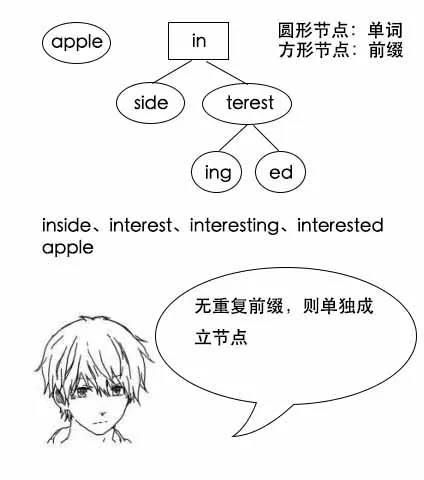 apple
in
圆形节点：单词
方形节点：前缀
side
terest
ing
ed
inside、interest、interesting、interested
apple
无重复前缀，则单独成
立节点